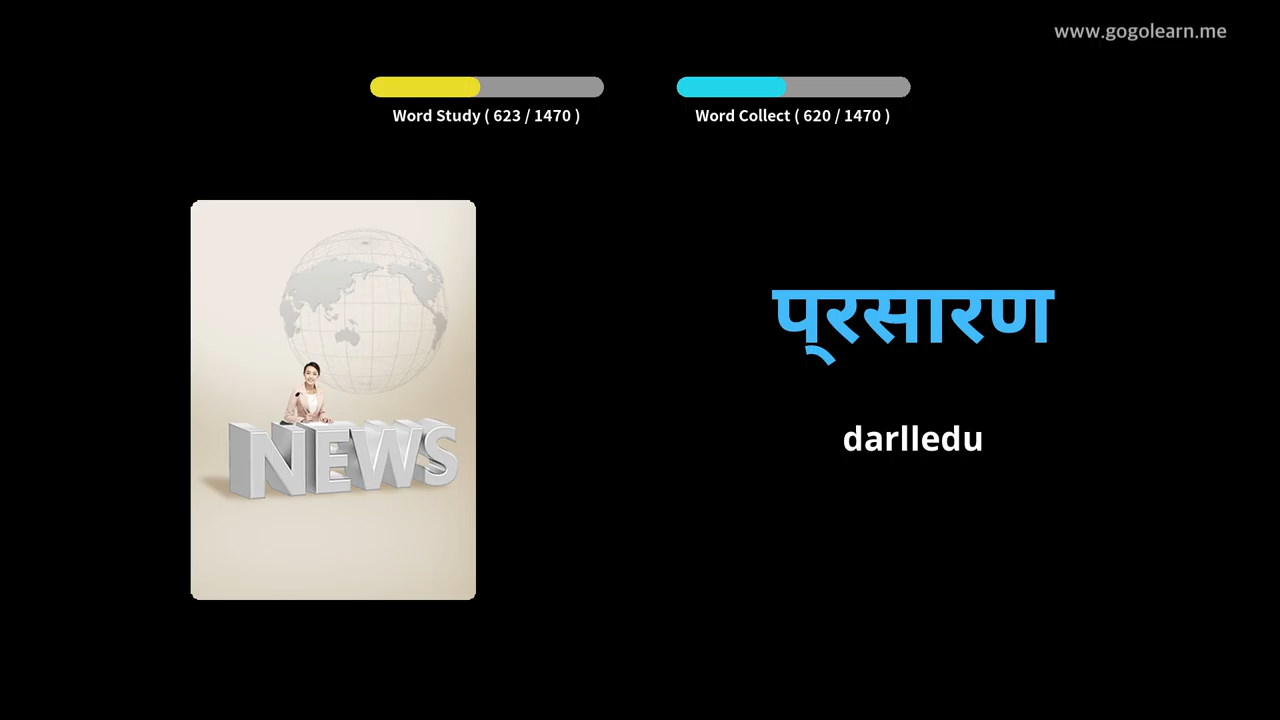 www.gogolearn.me
Word Study ( 623 / 1470 )
Word Collect ( 620 / 1470 )
NEWS
प्रसारण
darlledu